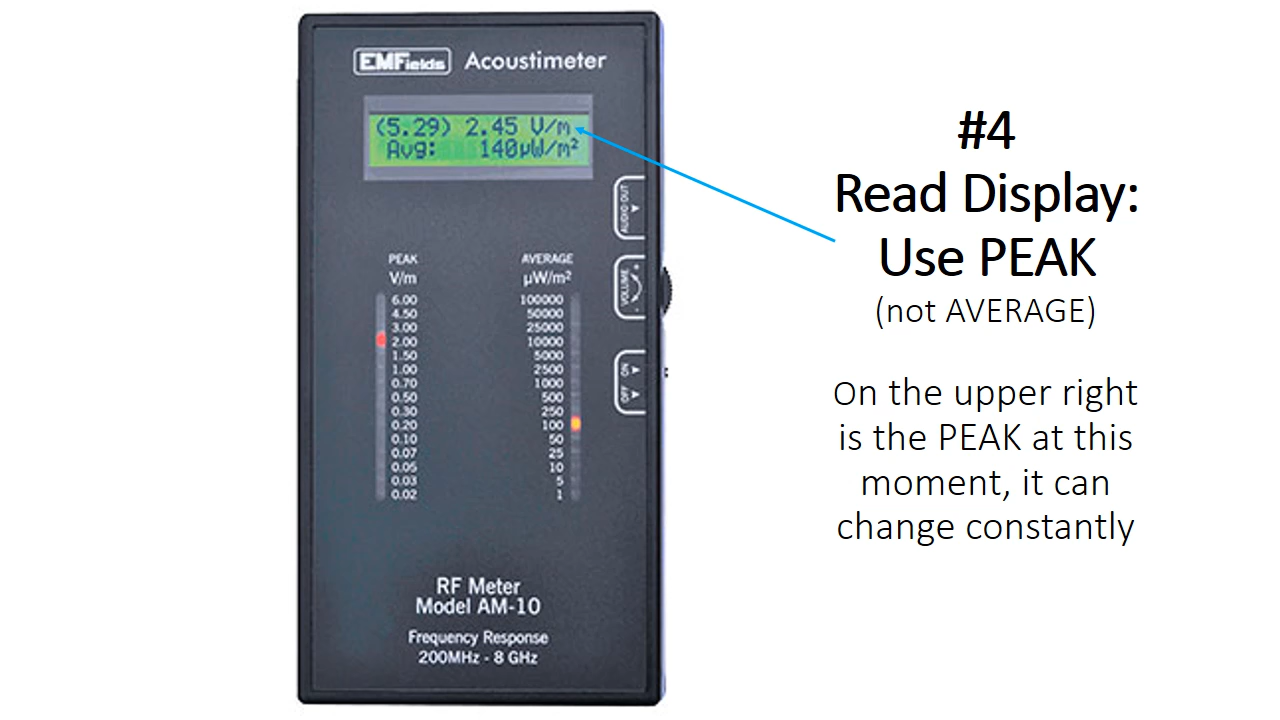 EMFields Acoustimeter
(5.29) 2.45 V/m
Avg: 140µW/m²
AUDIO OUT
PEAK AVERAGE
V/m µW/m²
6.00 100000
4.50 50000
3.00 25000
2.00 10000
1.50 5000
1.00 2500
0.70 1000
0.50 500
0.30 250
0.20 100
0.10 50
0.07 25
0.05 10
0.03 5
0.02 1
- VOLUME +
OFF ON
RF Meter
Model AM-10
Frequency Response
200MHz - 8 GHz
#4
Read Display:
Use PEAK
(not AVERAGE)
On the upper right
is the PEAK at this
moment, it can
change constantly